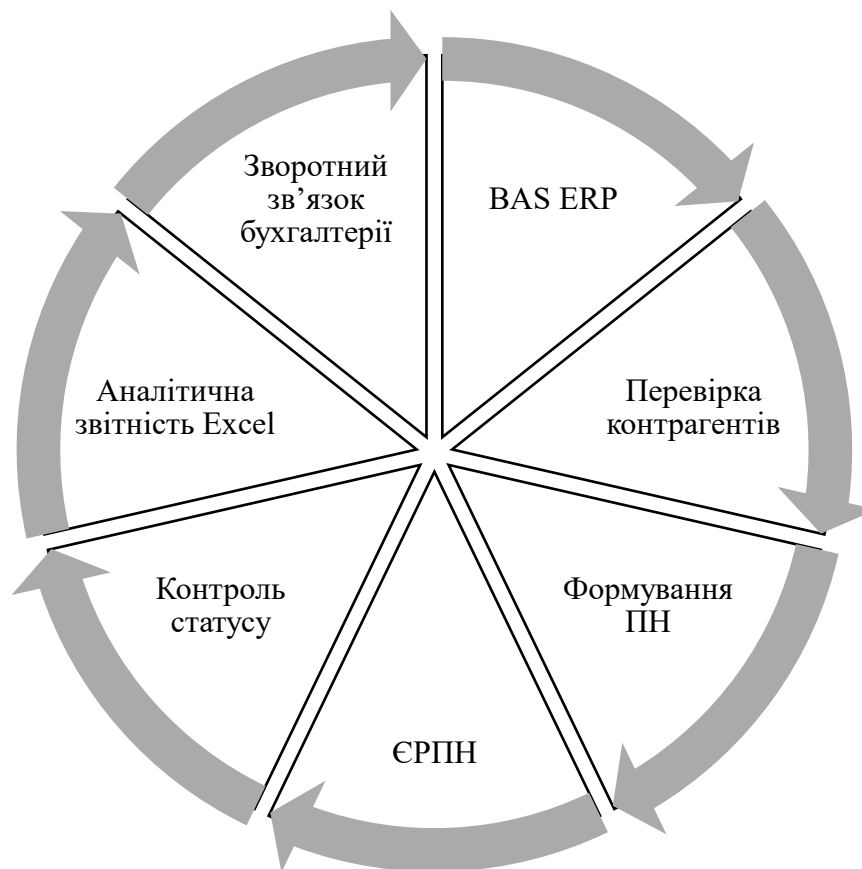 Зворотний
зв’язок
бухгалтерії
BAS ERP
Перевірка
контрагентів
Формування
ПН
ЄРПН
Контроль
статусу
Аналітична
звітність Excel